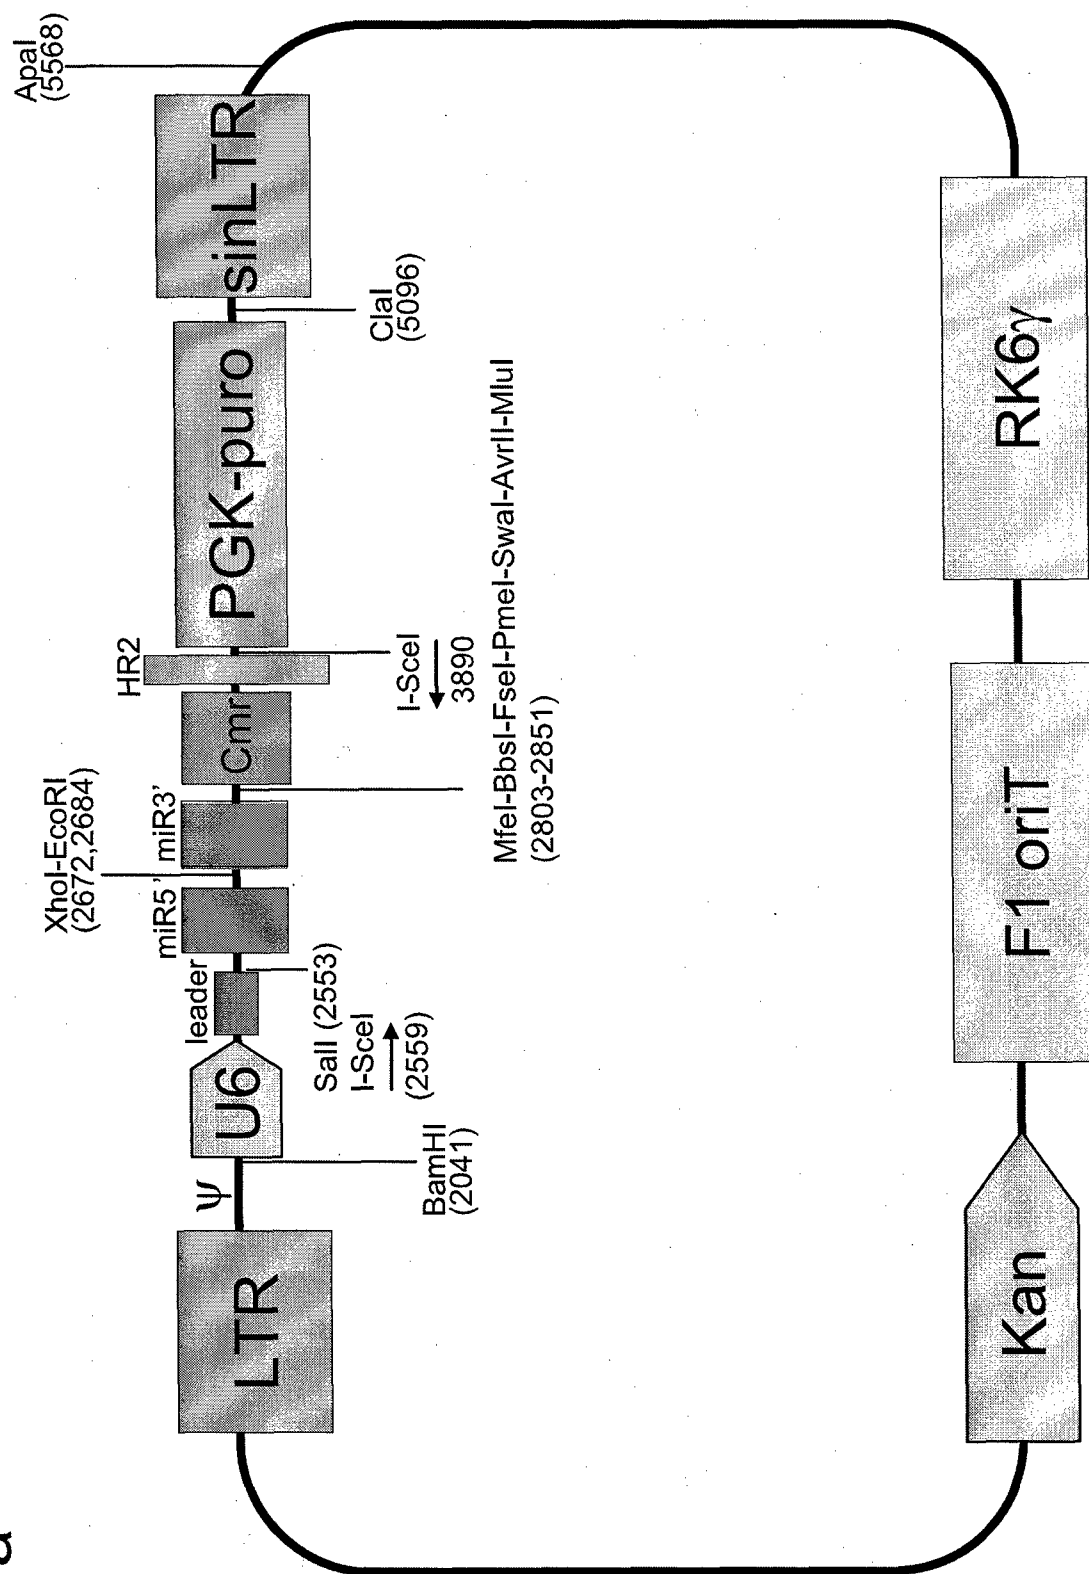 a
ApaI
(5568)
XhoI-EcoRI
(2672,2684)
HR2
leader
miR5’
miR3’
LTR
Ψ
U6
Cmr
PGK-puro
sinLTR
BamHI
(2041)
SalI (2553)
I-SceI
(2559)
I-SceI
3890
ClaI
(5096)
MfeI-BbsI-FseI-PmeI-SwaI-AvrII-MluI
(2803-2851)
Kan
F1 oriT
RK6γ